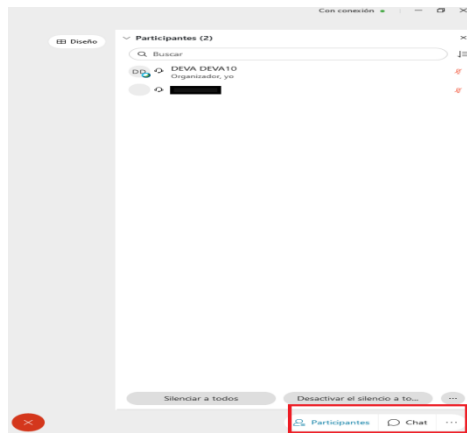 Con conexión
Diseño
Participantes (2)
Buscar
DD DEVA DEVA10
Organizador, yo
Silenciar a todos
Desactivar el silencio a to...
Participantes
Chat